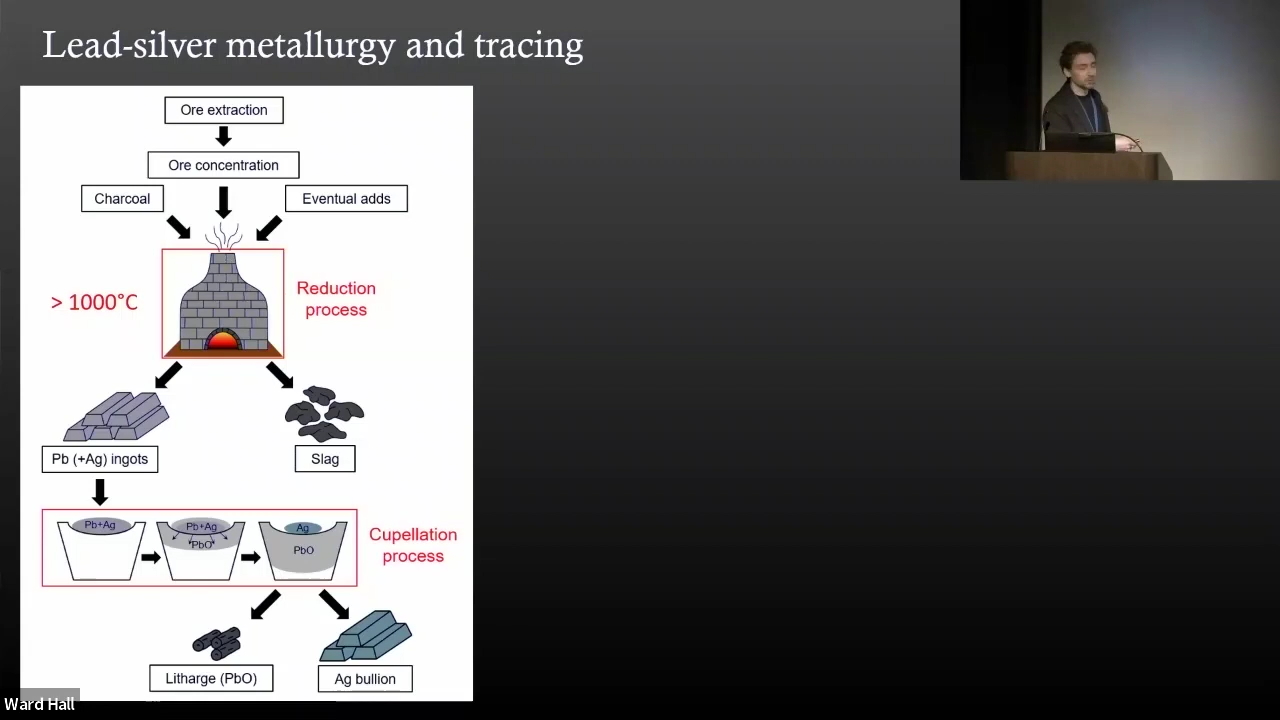 Lead-silver metallurgy and tracing
Ore extraction
Ore concentration
Charcoal
Eventual adds
> 1000°C
Reduction
process
Pb (+Ag) ingots
Slag
Pb+Ag
Pb+Ag
PbO
Ag
PbO
Cupellation
process
Litharge (PbO)
Ag bullion
Ward Hall